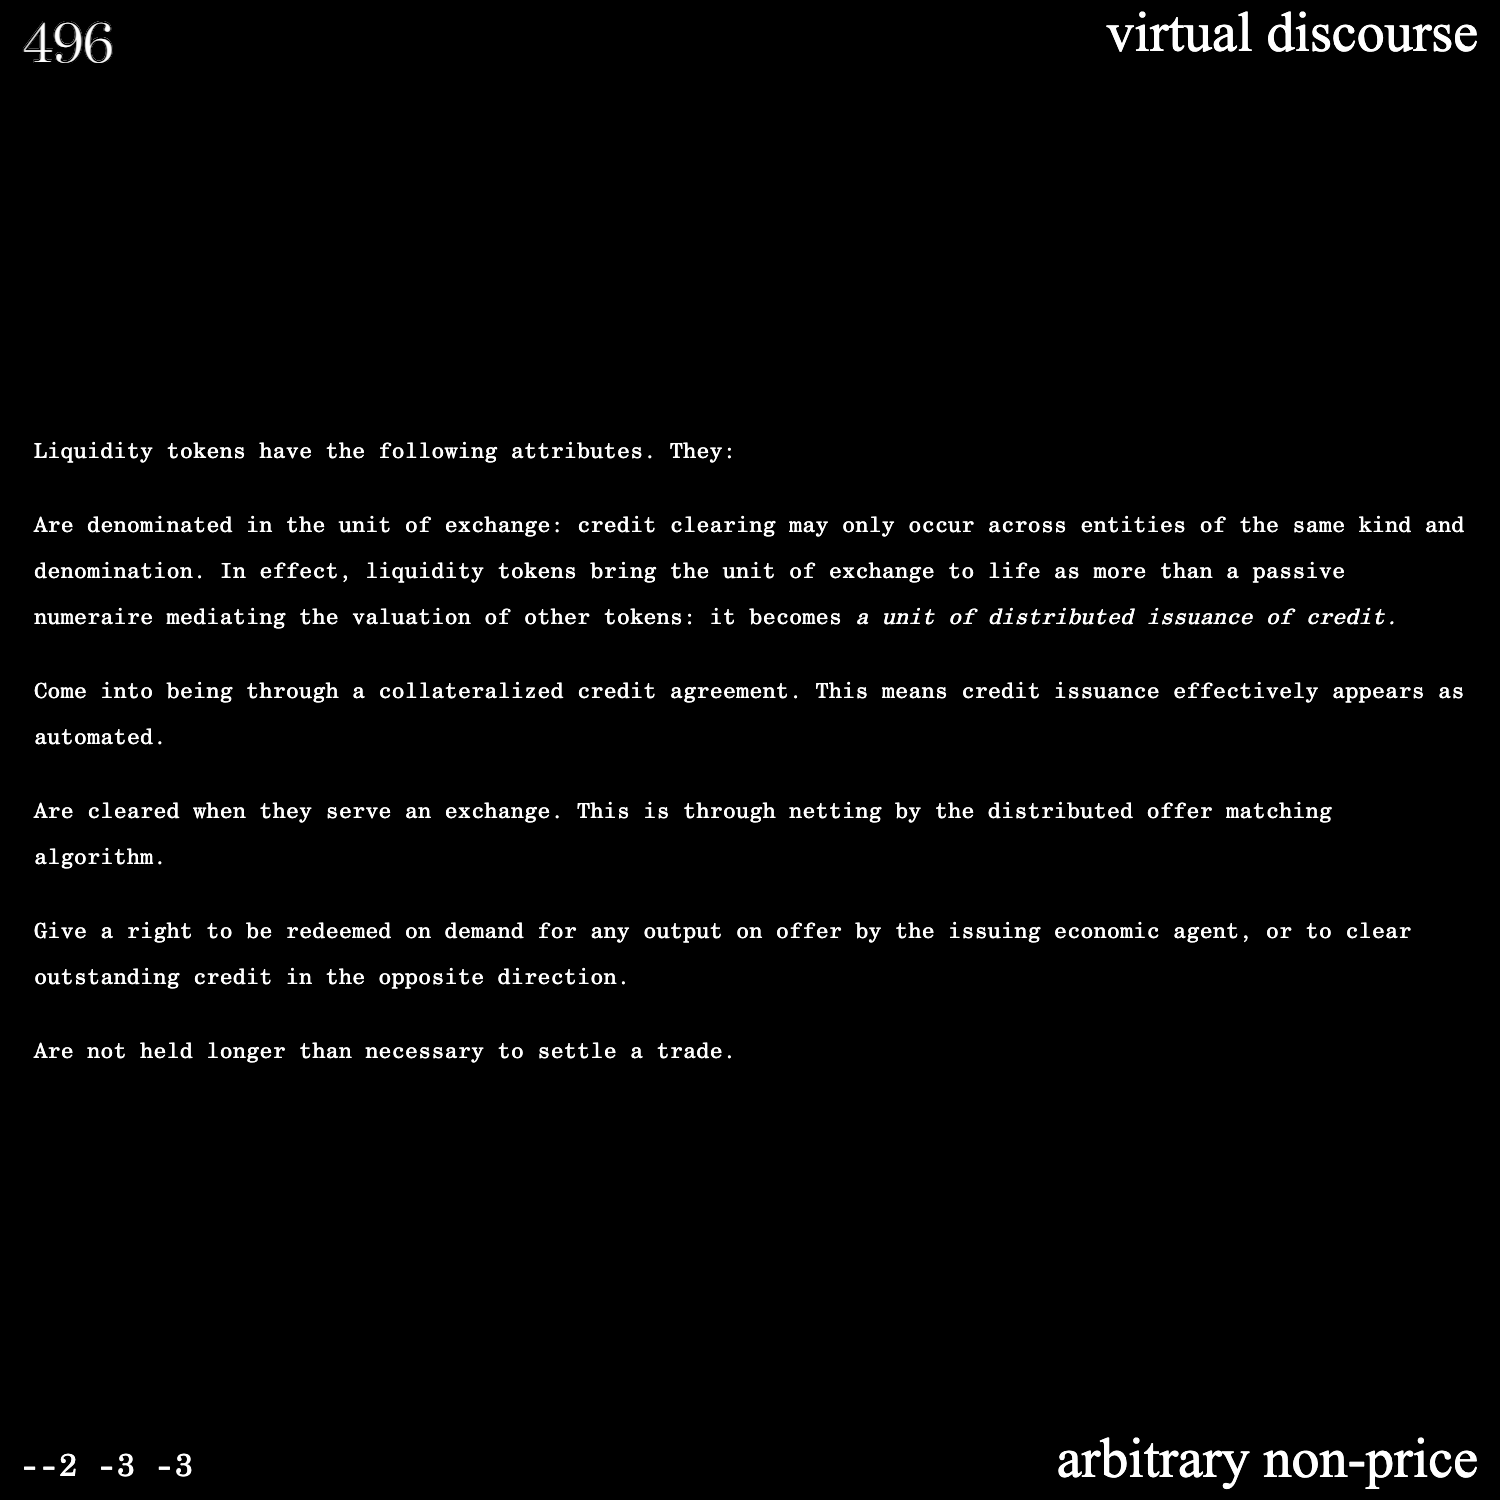 496
virtual discourse
Liquidity tokens have the following attributes. They:
Are denominated in the unit of exchange: credit clearing may only occur across entities of the same kind and
denomination. In effect, liquidity tokens bring the unit of exchange to life as more than a passive
numeraire mediating the valuation of other tokens: it becomes a unit of distributed issuance of credit.
Come into being through a collateralized credit agreement. This means credit issuance effectively appears as
automated.
Are cleared when they serve an exchange. This is through netting by the distributed offer matching
algorithm.
Give a right to be redeemed on demand for any output on offer by the issuing economic agent, or to clear
outstanding credit in the opposite direction.
Are not held longer than necessary to settle a trade.
--2 -3 -3
arbitrary non-price